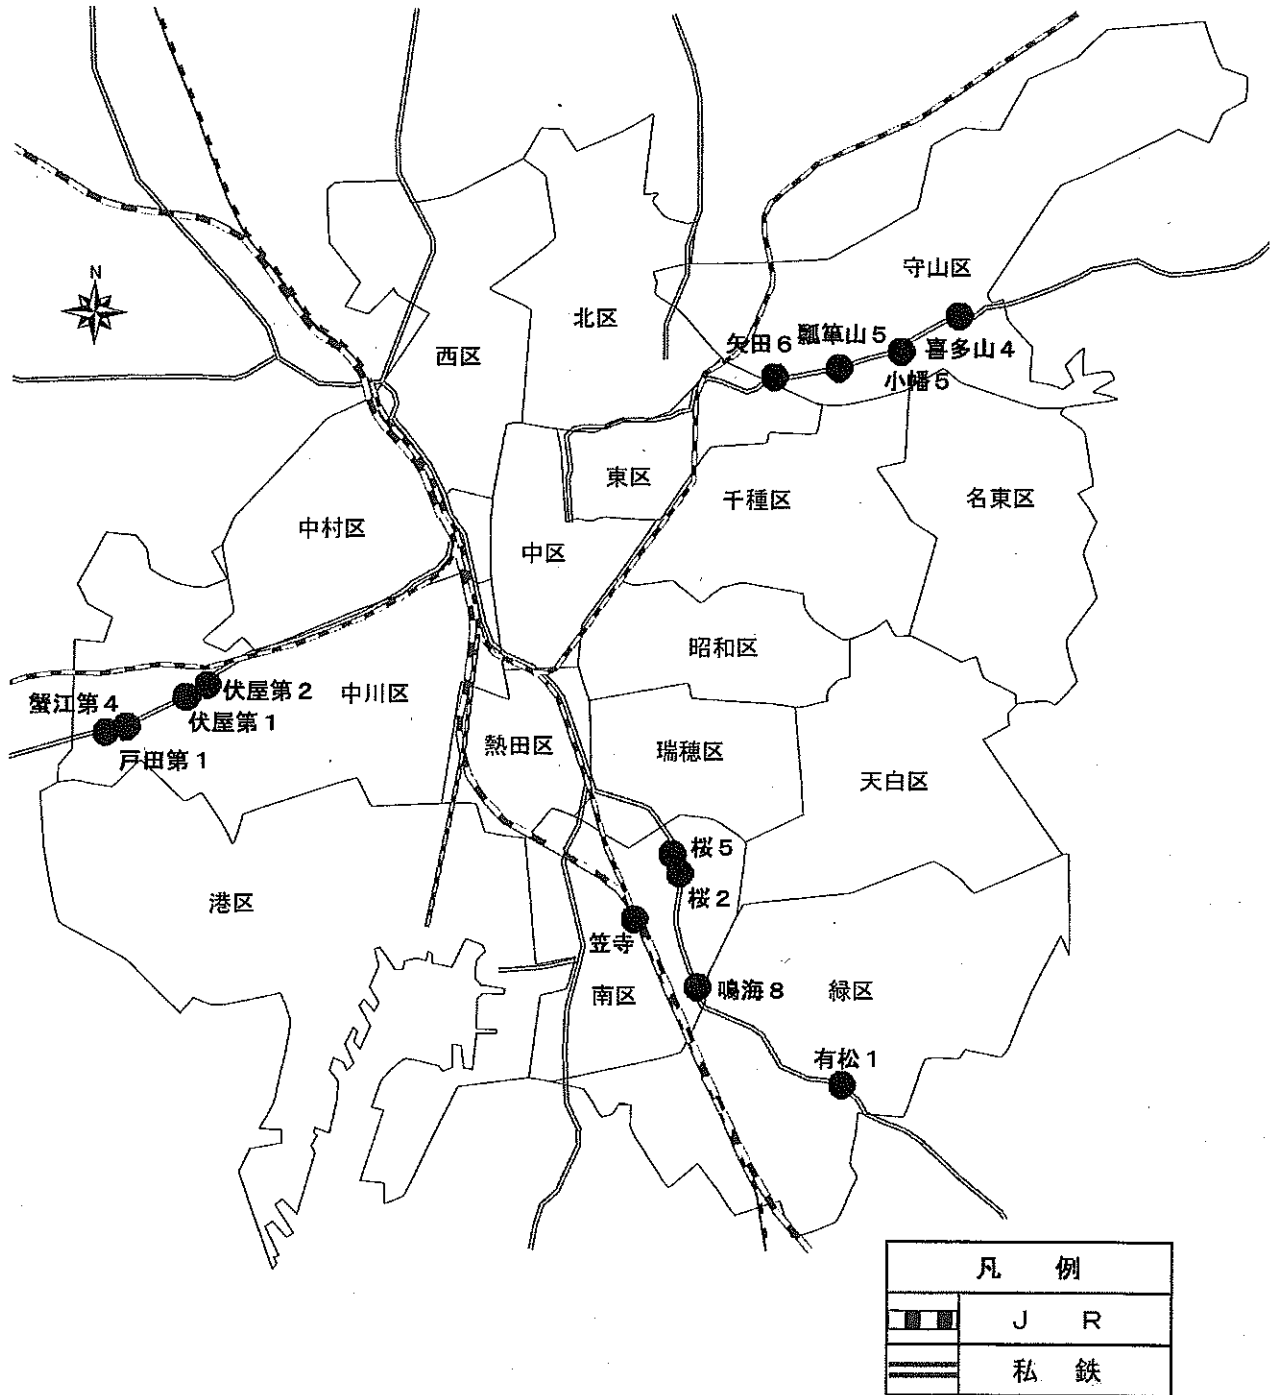 N
守山区
北区
矢田6
瓢箪山5
喜多山4
小幡5
西区
東区
千種区
名東区
中村区
中区
昭和区
蟹江第4
伏屋第2
中川区
伏屋第1
戸田第1
熱田区
瑞穂区
天白区
桜5
桜2
港区
笠寺
鳴海8
緑区
南区
有松1
凡 例
J R
私 鉄